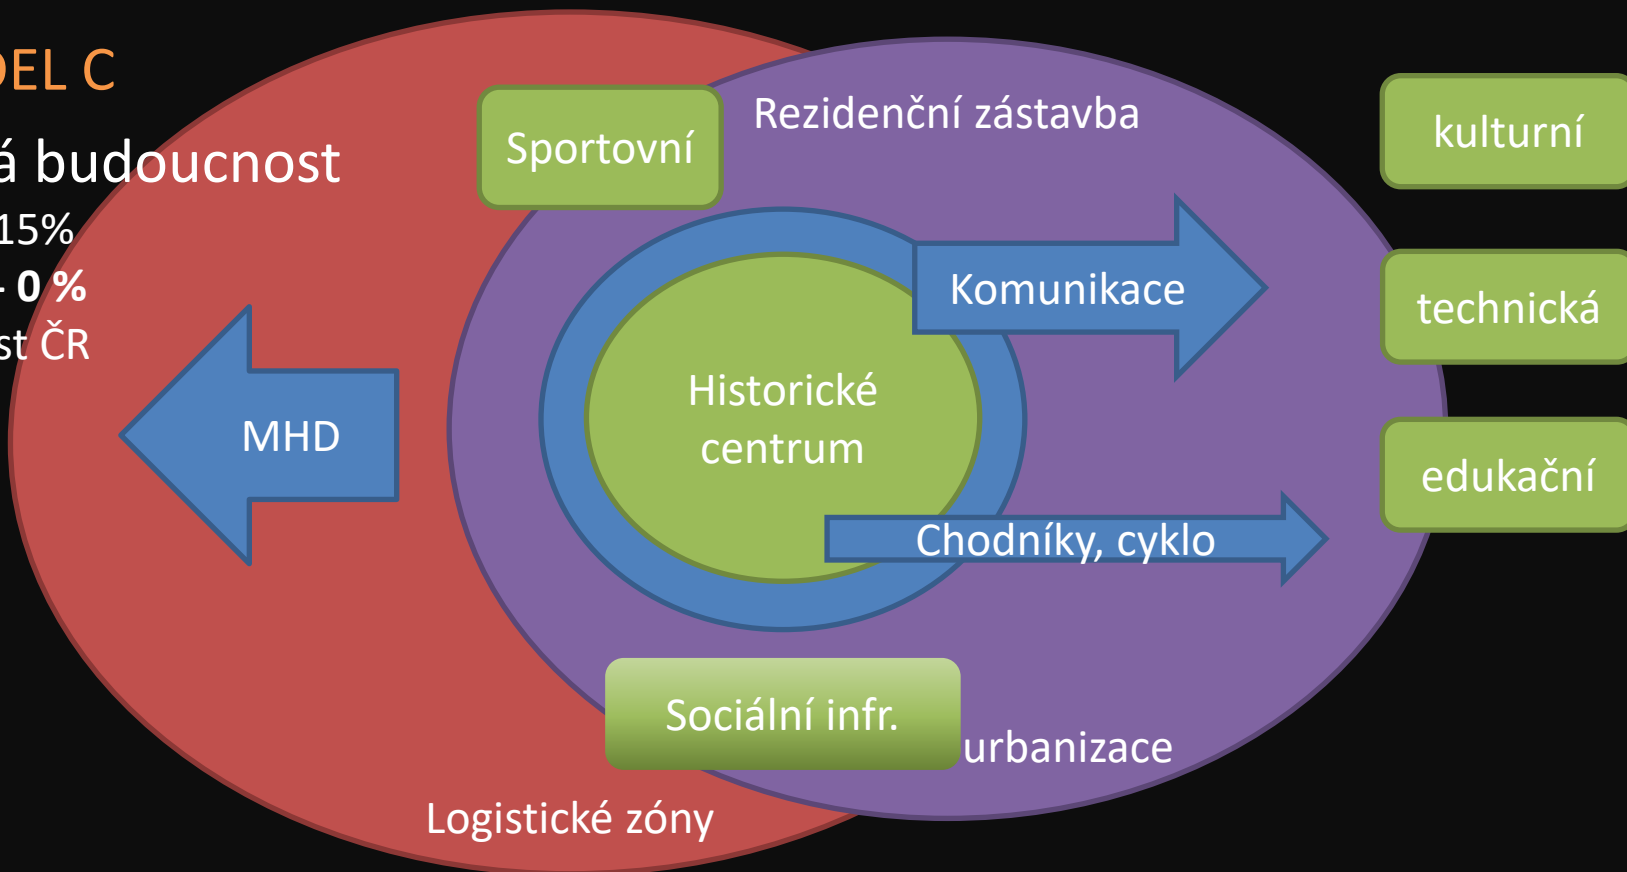 DEL C
á budoucnost
15%
- 0 %
st ČR
Sportovní
Rezidenční zástavba
kulturní
Komunikace
technická
Historické
centrum
MHD
edukační
Chodníky, cyklo
Sociální infr.
urbanizace
Logistické zóny